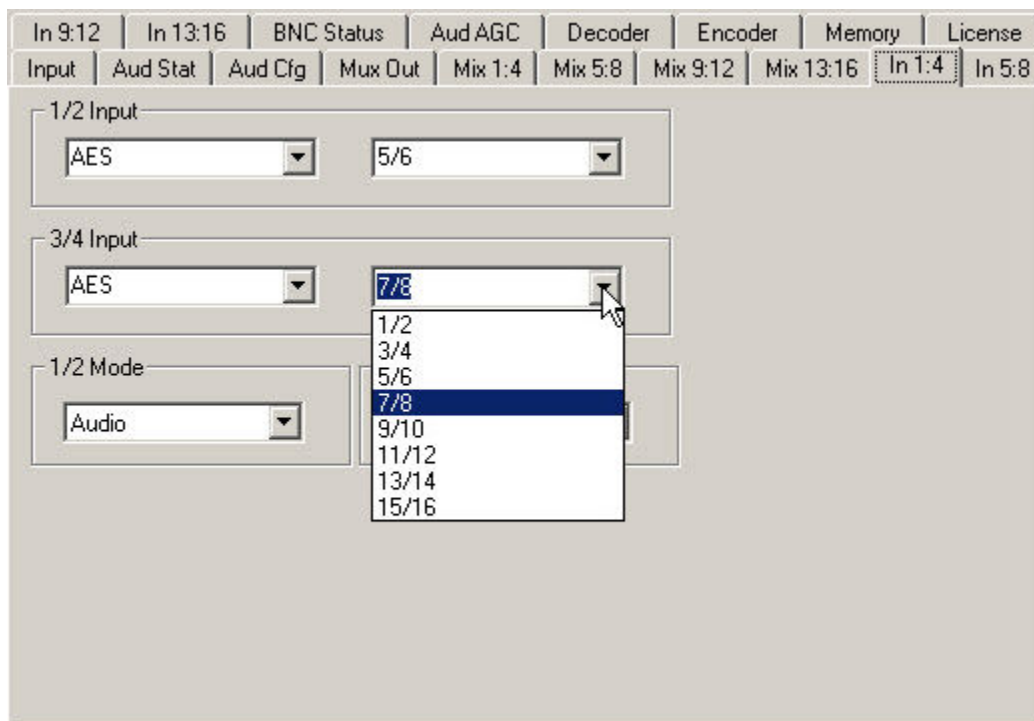 In 9:12 In 13:16 BNC Status Aud AGC Decoder Encoder Memory License
Input Aud Stat Aud Cfg Mux Out Mix 1:4 Mix 5:8 Mix 9:12 Mix 13:16 In 1:4 In 5:8
1/2 Input
AES 5/6
3/4 Input
AES 7/8
1/2
3/4
5/6
7/8
9/10
11/12
13/14
15/16
1/2 Mode
Audio